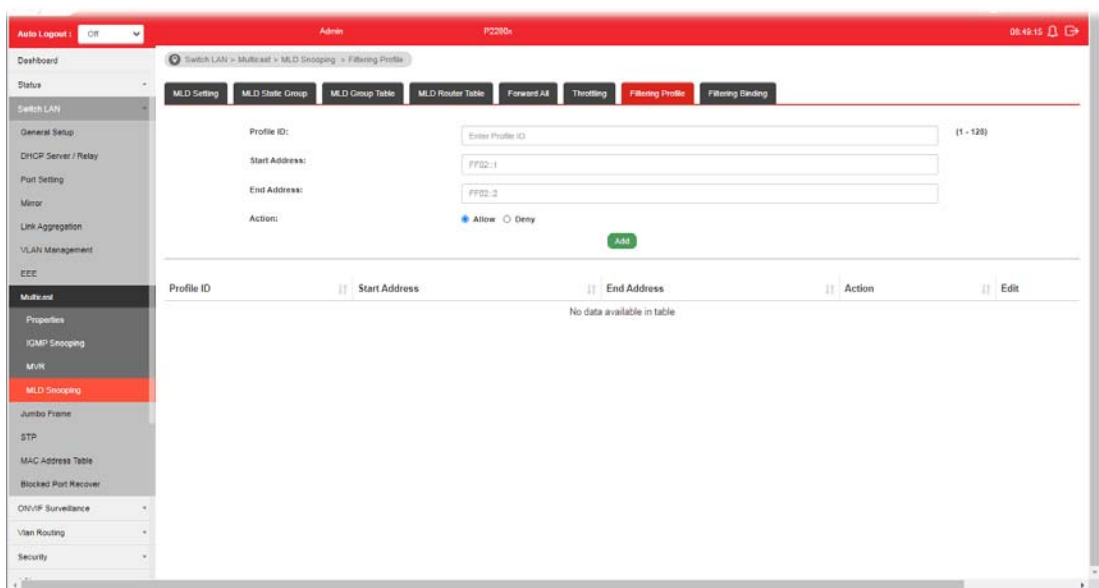 Auto Logout : Off Admin P2280x 08:49:15
Dashboard
Switch LAN > Multicast > MLD Snooping > Filtering Profile
Status
MLD Setting MLD Static Group MLD Group Table MLD Router Table Forward All Throttling Filtering Profile Filtering Binding
Switch LAN
General Setup
Profile ID: Enter Profile ID (1 - 128)
DHCP Server / Relay
Start Address: FF02::1
Port Setting
End Address: FF02::2
Mirror
Action: Allow Deny
Link Aggregation
Add
VLAN Management
EEE
Profile ID Start Address End Address Action Edit
Multicast
No data available in table
Properties
IGMP Snooping
MVR
MLD Snooping
Jumbo Frame
STP
MAC Address Table
Blocked Port Recover
ONVIF Surveillance
Vlan Routing
Security